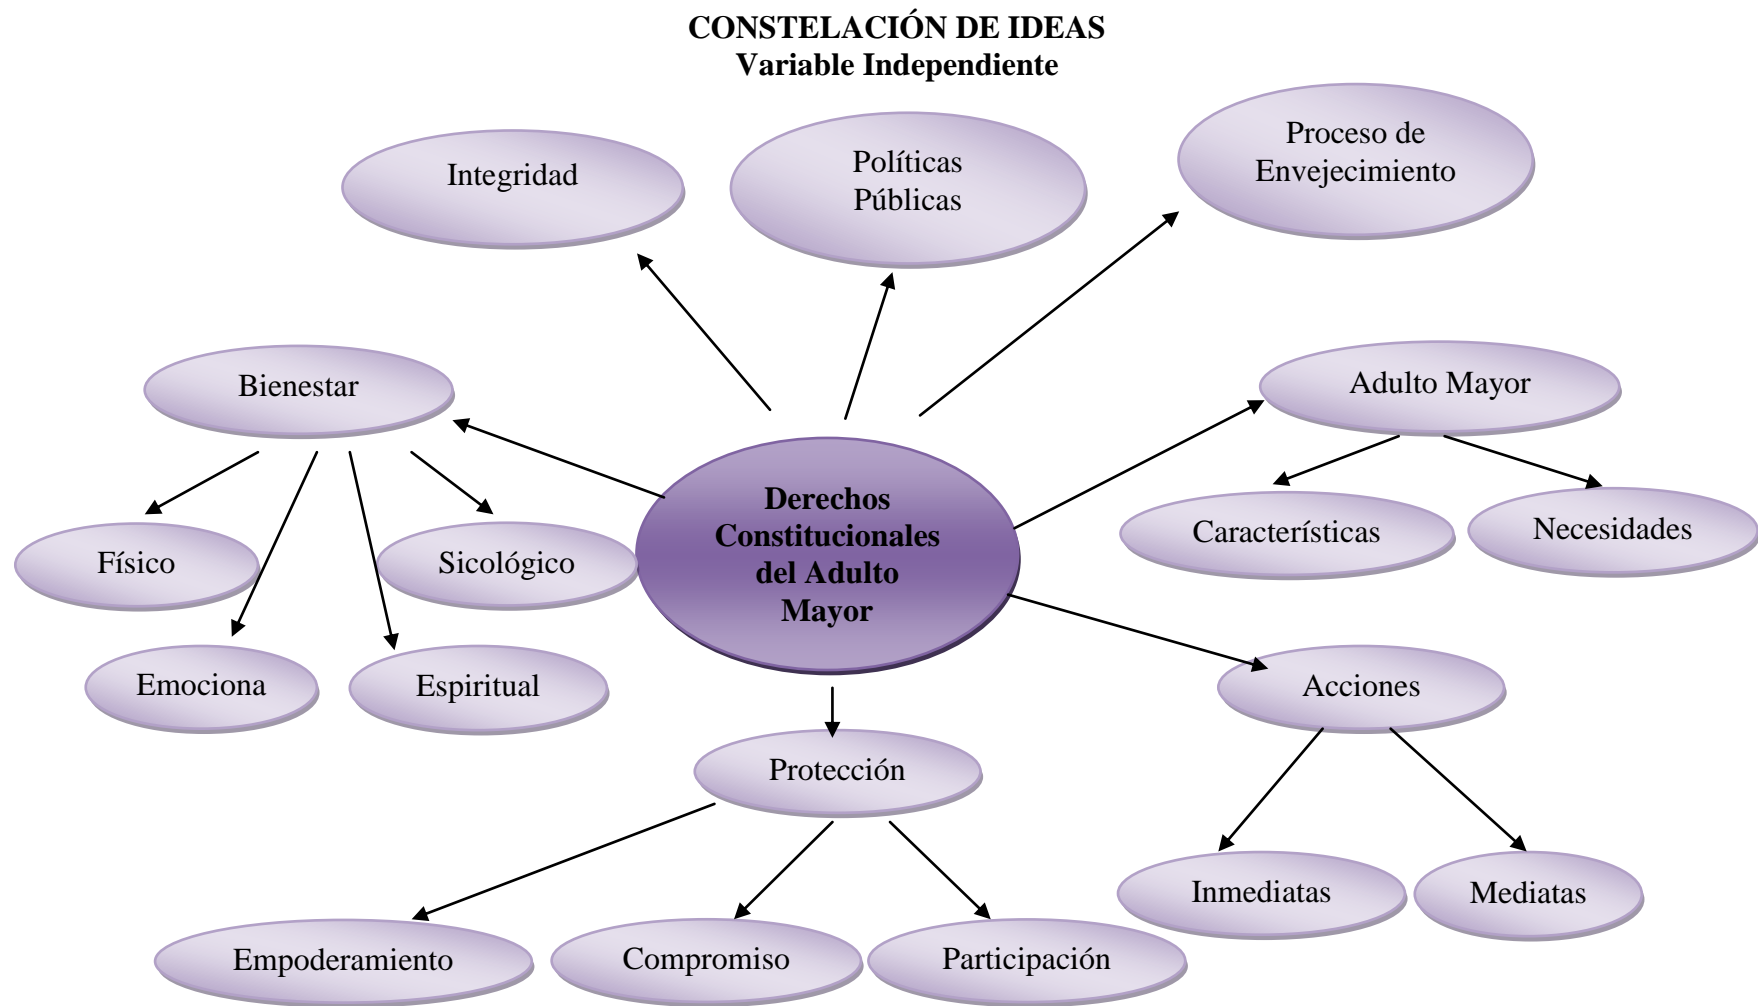 CONSTELACIÓN DE IDEAS
Variable Independiente
Integridad
Políticas
Públicas
Proceso de
Envejecimiento
Bienestar
Adulto Mayor
Derechos
Constitucionales
del Adulto
Mayor
Físico
Sicológico
Características
Necesidades
Emociona
Espiritual
Acciones
Protección
Inmediatas
Mediatas
Empoderamiento
Compromiso
Participación